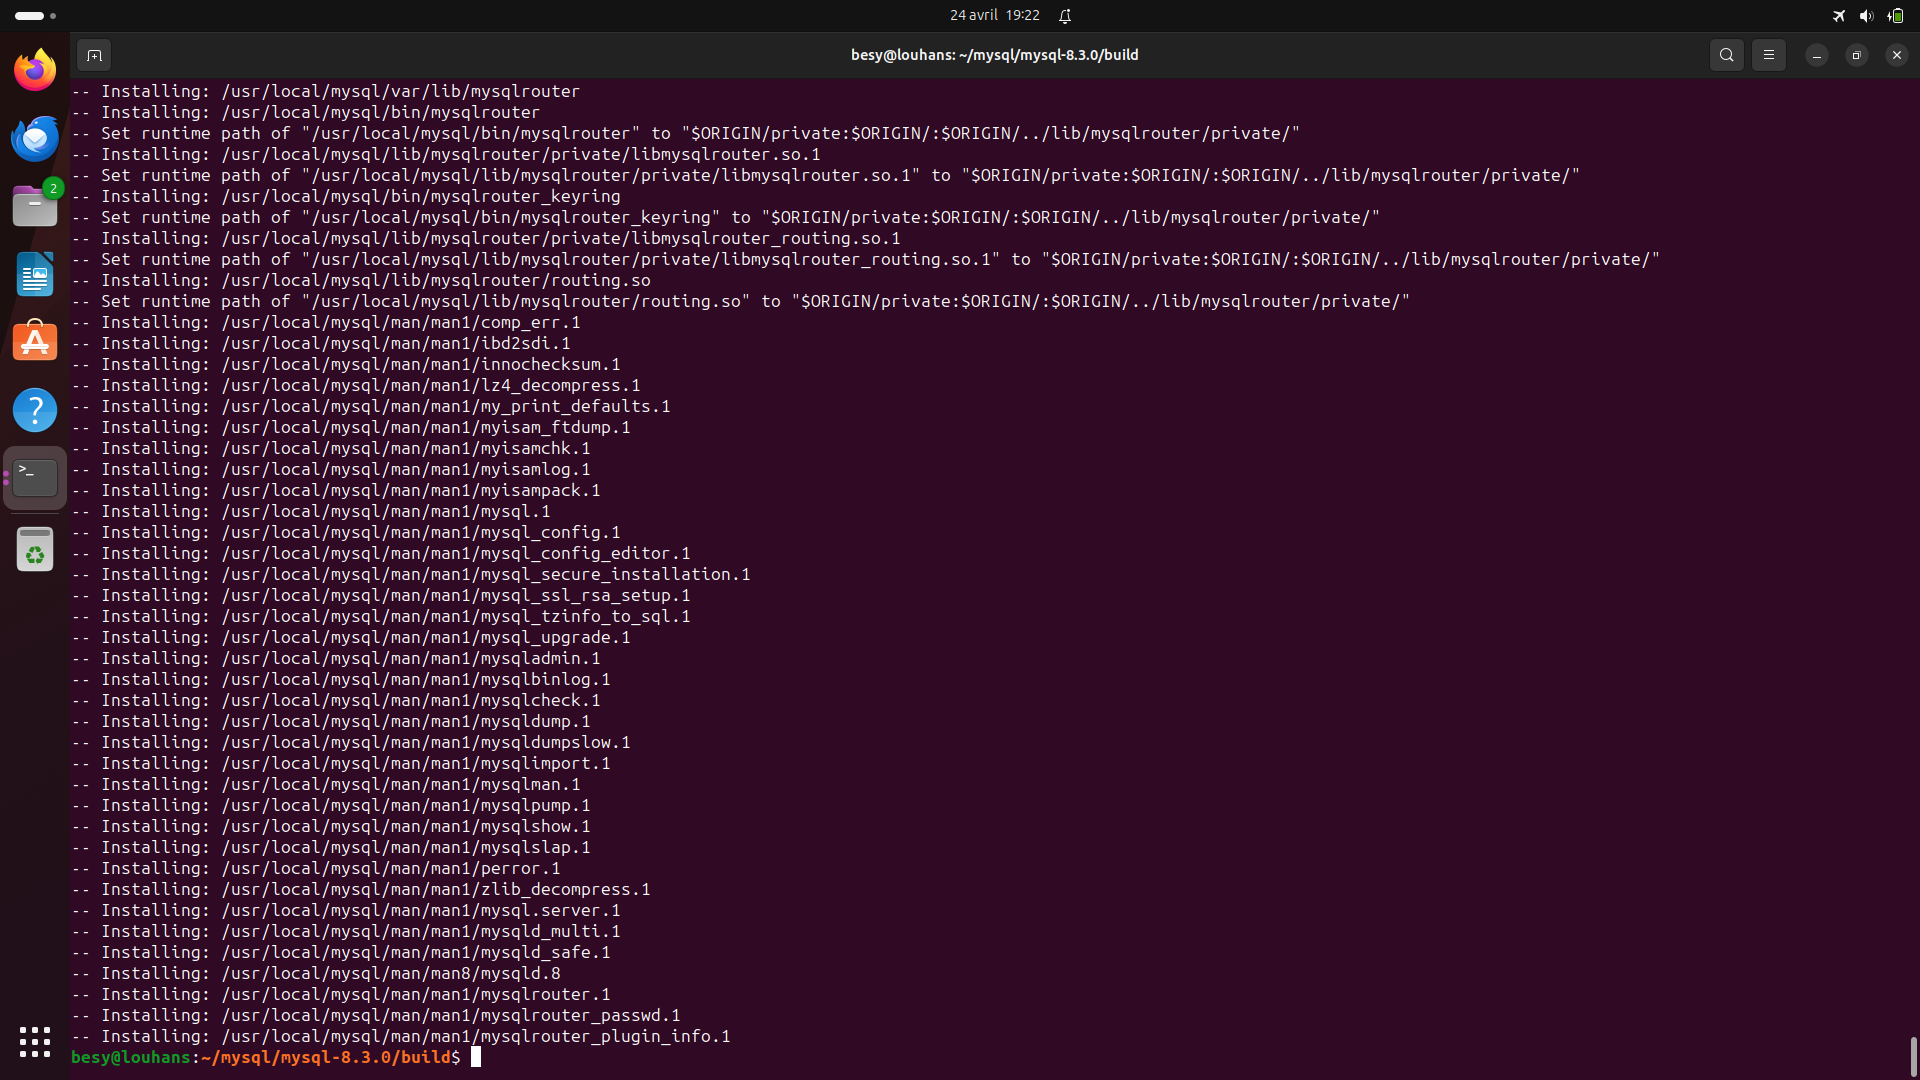 24 avril 19:22
besy@louhans: ~/mysql/mysql-8.3.0/build
2
-- Installing: /usr/local/mysql/var/lib/mysqlrouter
-- Installing: /usr/local/mysql/bin/mysqlrouter
-- Set runtime path of "/usr/local/mysql/bin/mysqlrouter" to "$ORIGIN/private:$ORIGIN/:$ORIGIN/../lib/mysqlrouter/private/"
-- Installing: /usr/local/mysql/lib/mysqlrouter/private/libmysqlrouter.so.1
-- Set runtime path of "/usr/local/mysql/lib/mysqlrouter/private/libmysqlrouter.so.1" to "$ORIGIN/private:$ORIGIN/:$ORIGIN/../lib/mysqlrouter/private/"
-- Installing: /usr/local/mysql/bin/mysqlrouter_keyring
-- Set runtime path of "/usr/local/mysql/bin/mysqlrouter_keyring" to "$ORIGIN/private:$ORIGIN/:$ORIGIN/../lib/mysqlrouter/private/"
-- Installing: /usr/local/mysql/lib/mysqlrouter/private/libmysqlrouter_routing.so.1
-- Set runtime path of "/usr/local/mysql/lib/mysqlrouter/private/libmysqlrouter_routing.so.1" to "$ORIGIN/private:$ORIGIN/:$ORIGIN/../lib/mysqlrouter/private/"
-- Installing: /usr/local/mysql/lib/mysqlrouter/routing.so
-- Set runtime path of "/usr/local/mysql/lib/mysqlrouter/routing.so" to "$ORIGIN/private:$ORIGIN/:$ORIGIN/../lib/mysqlrouter/private/"
-- Installing: /usr/local/mysql/man/man1/comp_err.1
-- Installing: /usr/local/mysql/man/man1/ibd2sdi.1
-- Installing: /usr/local/mysql/man/man1/innochecksum.1
-- Installing: /usr/local/mysql/man/man1/lz4_decompress.1
-- Installing: /usr/local/mysql/man/man1/my_print_defaults.1
-- Installing: /usr/local/mysql/man/man1/myisam_ftdump.1
-- Installing: /usr/local/mysql/man/man1/myisamchk.1
-- Installing: /usr/local/mysql/man/man1/myisamlog.1
-- Installing: /usr/local/mysql/man/man1/myisampack.1
-- Installing: /usr/local/mysql/man/man1/mysql.1
-- Installing: /usr/local/mysql/man/man1/mysql_config.1
-- Installing: /usr/local/mysql/man/man1/mysql_config_editor.1
-- Installing: /usr/local/mysql/man/man1/mysql_secure_installation.1
-- Installing: /usr/local/mysql/man/man1/mysql_ssl_rsa_setup.1
-- Installing: /usr/local/mysql/man/man1/mysql_tzinfo_to_sql.1
-- Installing: /usr/local/mysql/man/man1/mysql_upgrade.1
-- Installing: /usr/local/mysql/man/man1/mysqladmin.1
-- Installing: /usr/local/mysql/man/man1/mysqlbinlog.1
-- Installing: /usr/local/mysql/man/man1/mysqlcheck.1
-- Installing: /usr/local/mysql/man/man1/mysqldump.1
-- Installing: /usr/local/mysql/man/man1/mysqldumpslow.1
-- Installing: /usr/local/mysql/man/man1/mysqlimport.1
-- Installing: /usr/local/mysql/man/man1/mysqlman.1
-- Installing: /usr/local/mysql/man/man1/mysqlpump.1
-- Installing: /usr/local/mysql/man/man1/mysqlshow.1
-- Installing: /usr/local/mysql/man/man1/mysqlslap.1
-- Installing: /usr/local/mysql/man/man1/perror.1
-- Installing: /usr/local/mysql/man/man1/zlib_decompress.1
-- Installing: /usr/local/mysql/man/man1/mysql.server.1
-- Installing: /usr/local/mysql/man/man1/mysqld_multi.1
-- Installing: /usr/local/mysql/man/man1/mysqld_safe.1
-- Installing: /usr/local/mysql/man/man8/mysqld.8
-- Installing: /usr/local/mysql/man/man1/mysqlrouter.1
-- Installing: /usr/local/mysql/man/man1/mysqlrouter_passwd.1
-- Installing: /usr/local/mysql/man/man1/mysqlrouter_plugin_info.1
besy@louhans:~/mysql/mysql-8.3.0/build$